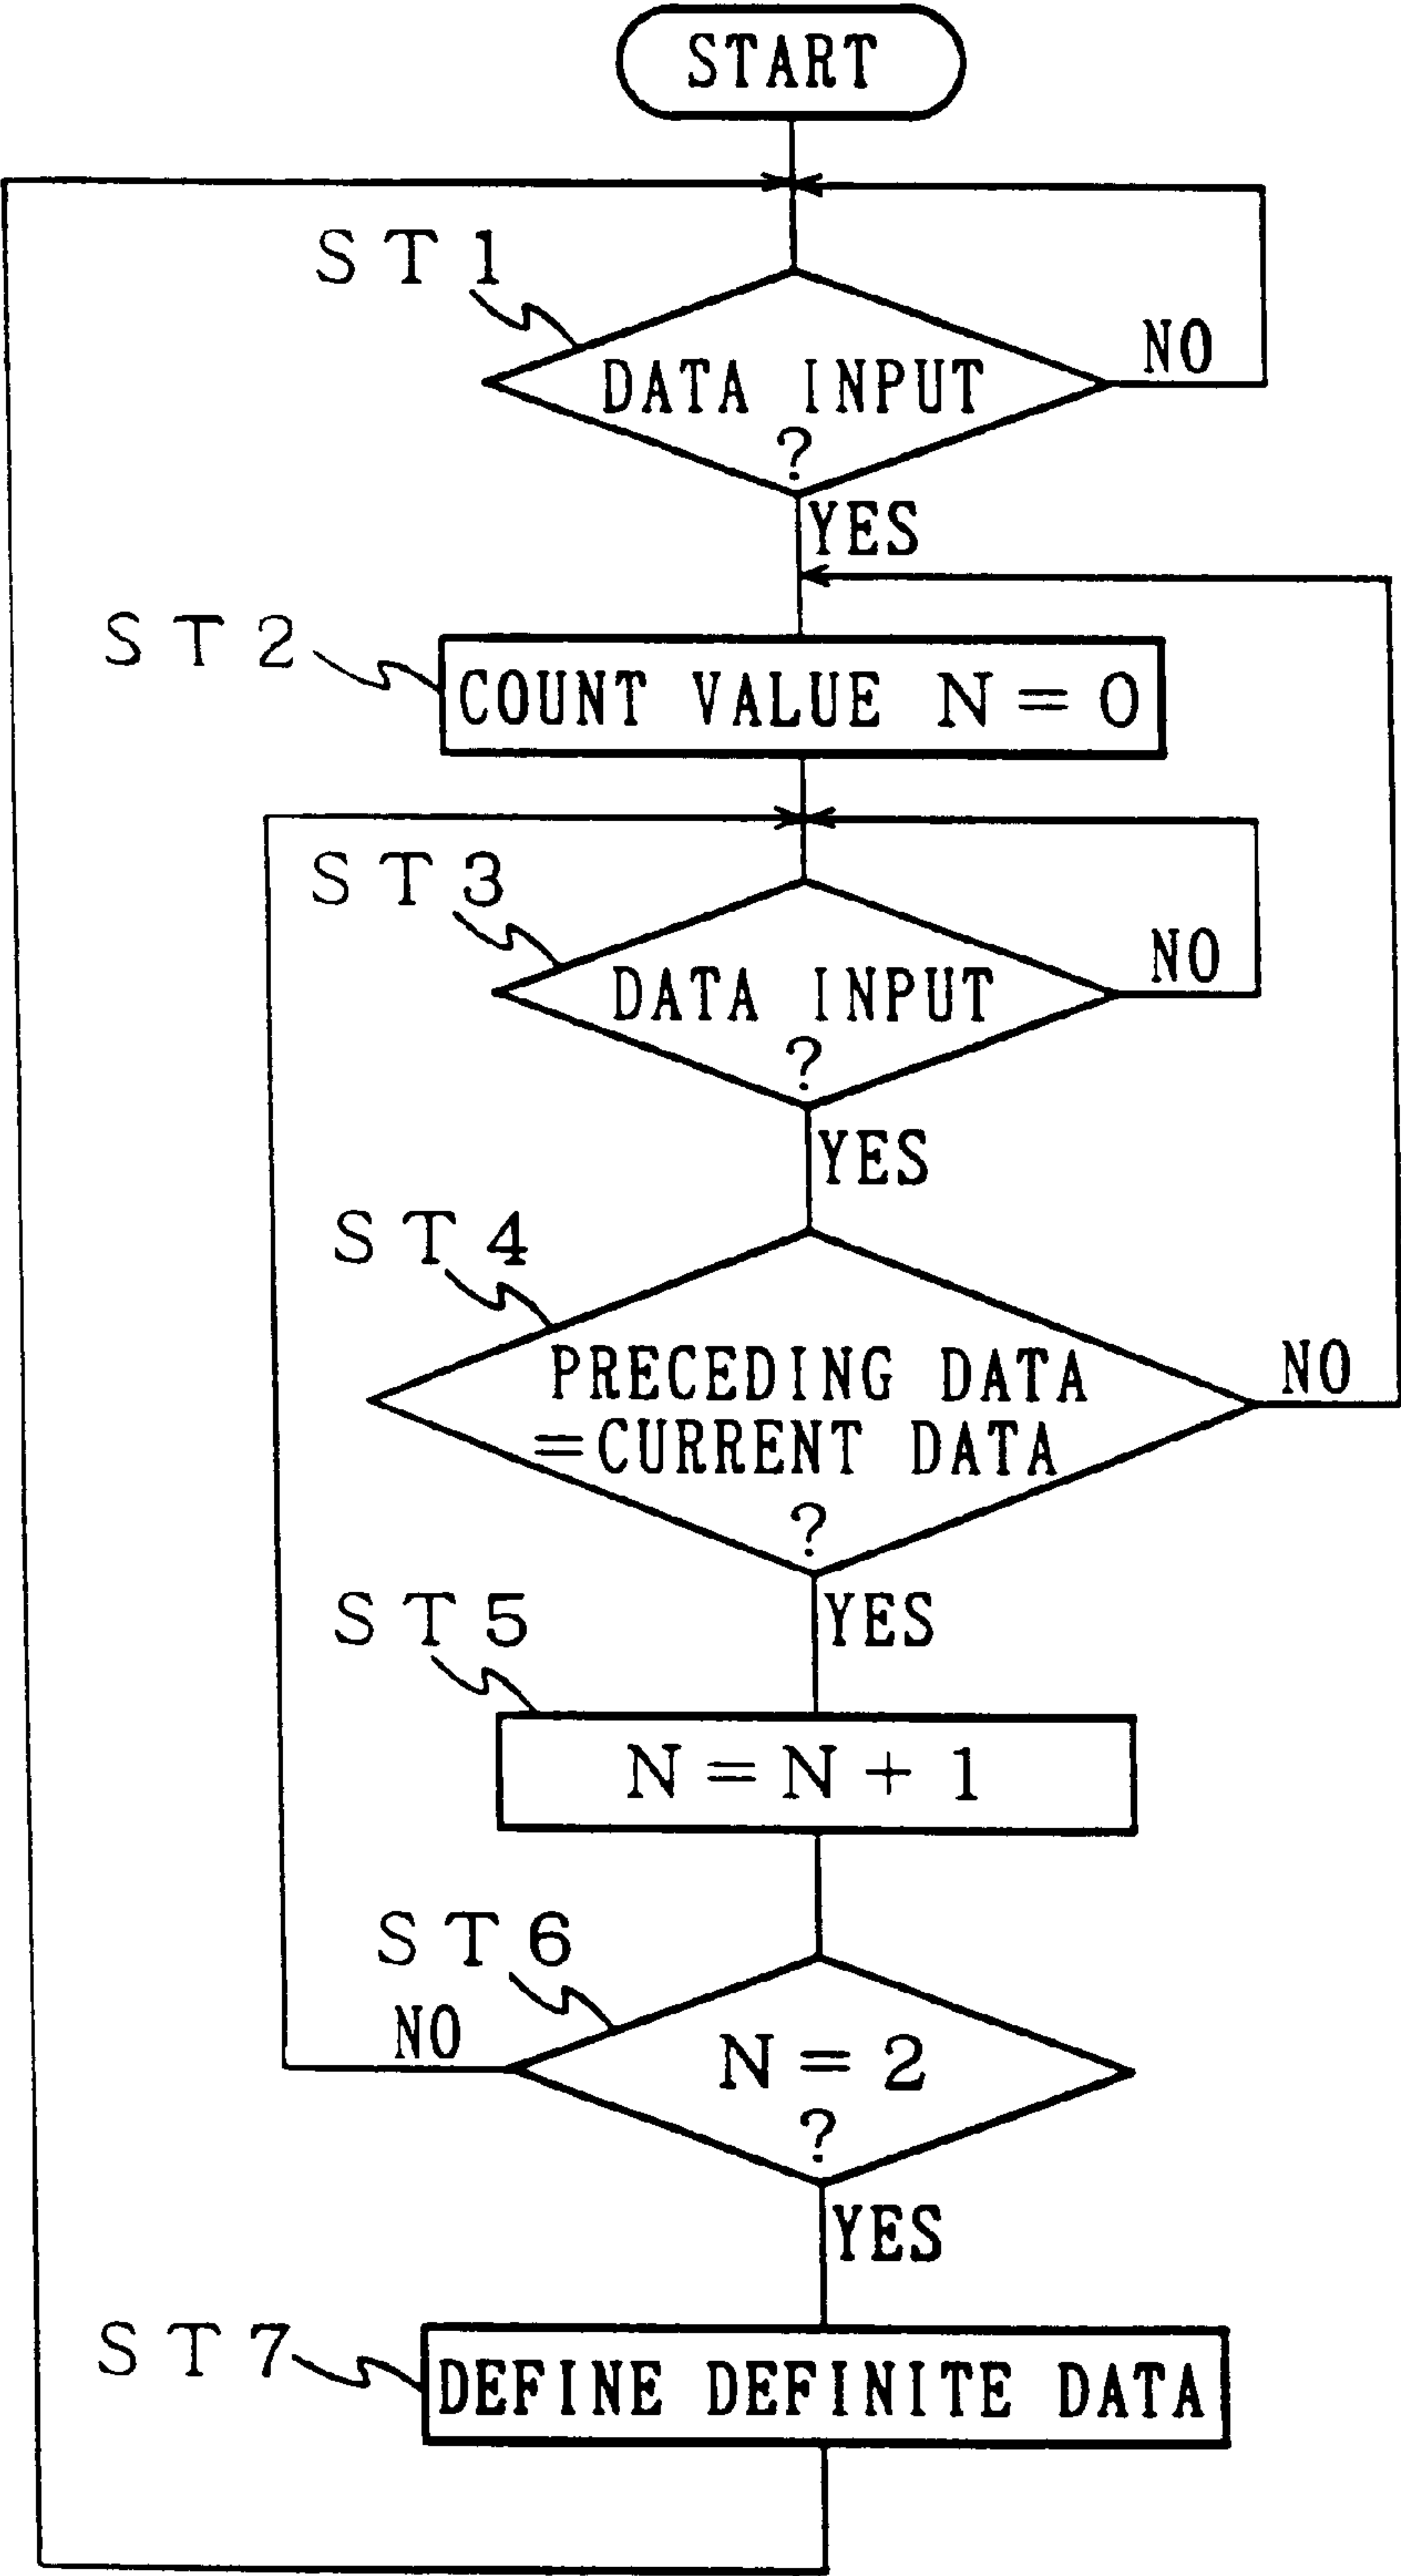 START
ST1
DATA INPUT
?
NO
YES
ST2
COUNT VALUE N=0
ST3
DATA INPUT
?
NO
YES
ST4
PRECEDING DATA
=CURRENT DATA
?
NO
YES
ST5
N=N+1
ST6
NO
N=2
?
YES
ST7
DEFINE DEFINITE DATA